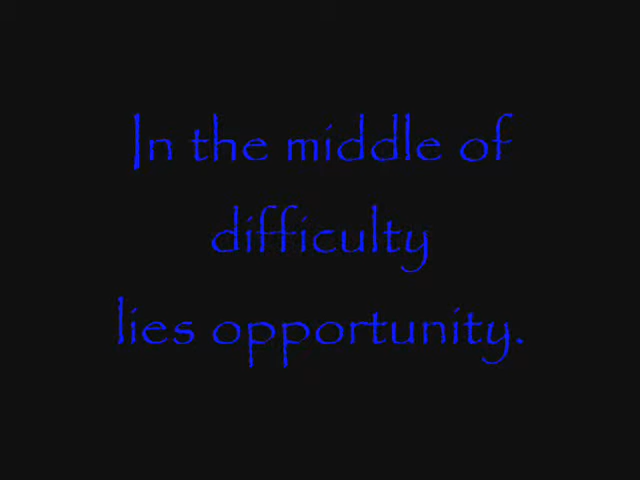 In the middle of
difficulty
lies opportunity.